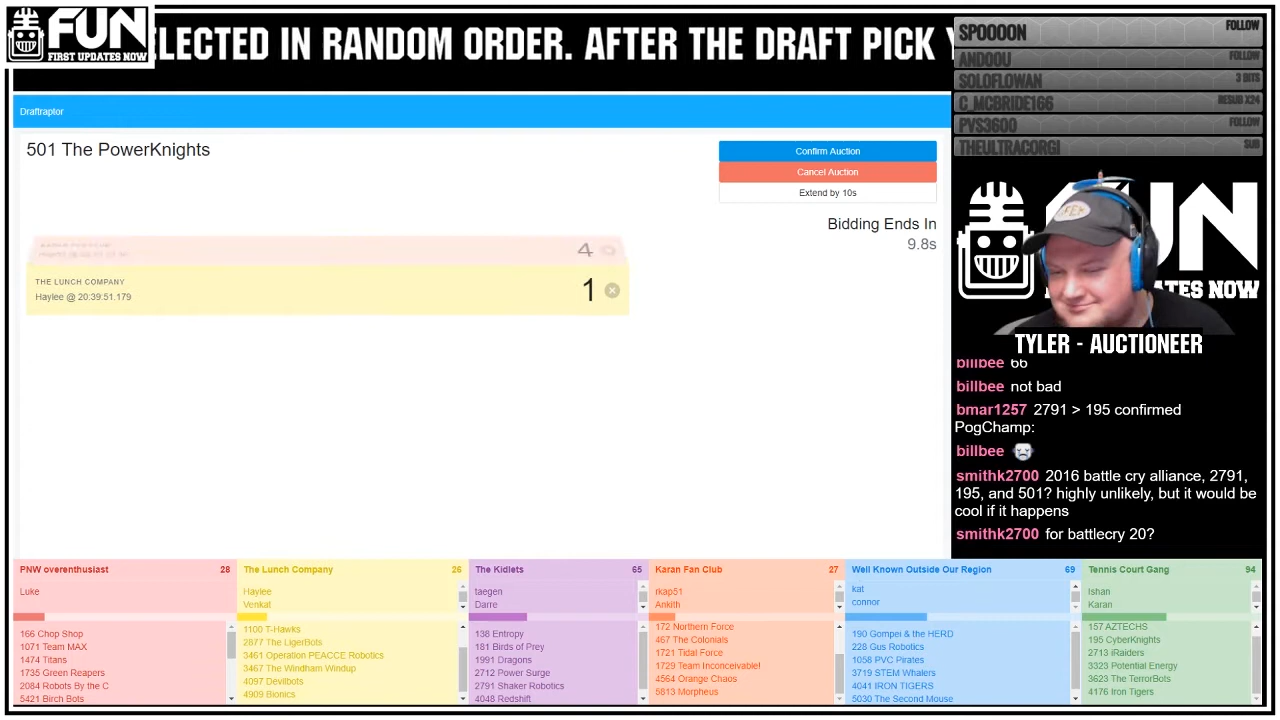 FUN
FIRST UPDATES NOW
ELECTED IN RANDOM ORDER. AFTER THE DRAFT PICK
SPOOOON
FOLLOW
ANDOOU
FOLLOW
SOLOFLOWAN
3 BITS
C_MCBRIDE166
RESUB X24
PVS3600
FOLLOW
THEULTRACORGI
SUB
Draftraptor
501 The PowerKnights
Confirm Auction
Cancel Auction
Extend by 10s
Bidding Ends In
9.8s
4
THE LUNCH COMPANY
Haylee @ 20:39:51.179
1
TYLER - AUCTIONEER
billbee 66
billbee not bad
bmar1257 2791 > 195 confirmed
PogChamp:
billbee
smithk2700 2016 battle cry alliance, 2791,
195, and 501? highly unlikely, but it would be
cool if it happens
smithk2700 for battlecry 20?
PNW overenthusiast 28
Luke
166 Chop Shop
1071 Team MAX
1474 Titans
1735 Green Reapers
2084 Robots By the C
5421 Birch Bots
The Lunch Company 26
Haylee
Venkat
1100 T-Hawks
2877 The LigerBots
3461 Operation PEACCE Robotics
3467 The Windham Windup
4097 Devilbots
4909 Bionics
The Kidlets 65
taegen
Darre
138 Entropy
181 Birds of Prey
1991 Dragons
2712 Power Surge
2791 Shaker Robotics
4048 Redshift
Karan Fan Club 27
rkap51
Ankith
172 Northern Force
467 The Colonials
1721 Tidal Force
1729 Team Inconceivable!
4564 Orange Chaos
5813 Morpheus
Well Known Outside Our Region 69
kat
connor
190 Gompei & the HERD
228 Gus Robotics
1058 PVC Pirates
3719 STEM Whalers
4041 IRON TIGERS
5030 The Second Mouse
Tennis Court Gang 94
Ishan
Karan
157 AZTECHS
195 CyberKnights
2713 iRaiders
3323 Potential Energy
3623 The TerrorBots
4176 Iron Tigers